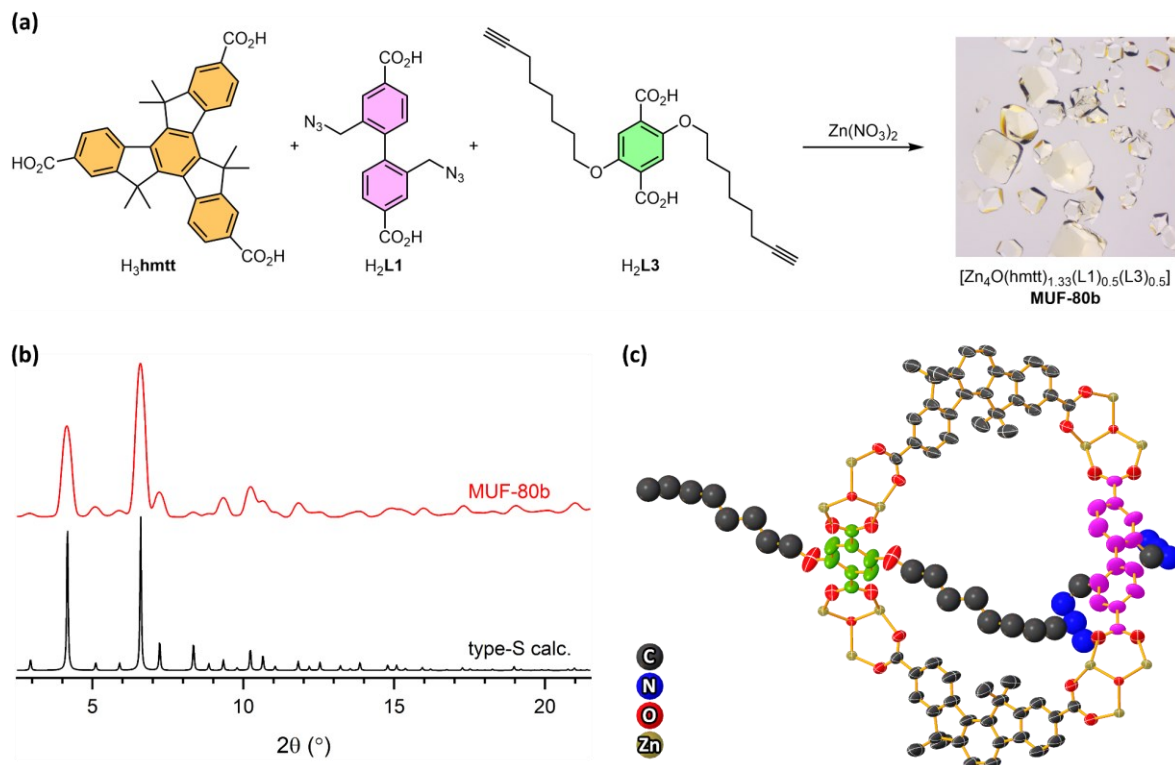 (a)
CO₂H
HO₂C
CO₂H
H₃hmtt
+
CO₂H
N₃
N₃
CO₂H
H₂L1
+
CO₂H
O
O
CO₂H
H₂L3
Zn(NO₃)₂
[Zn₄O(hmtt)₁.₃₃(L1)₀.₅(L3)₀.₅]
MUF-80b
(b)
MUF-80b
type-S calc.
5
10
15
20
2θ (°)
(c)
C
N
O
Zn